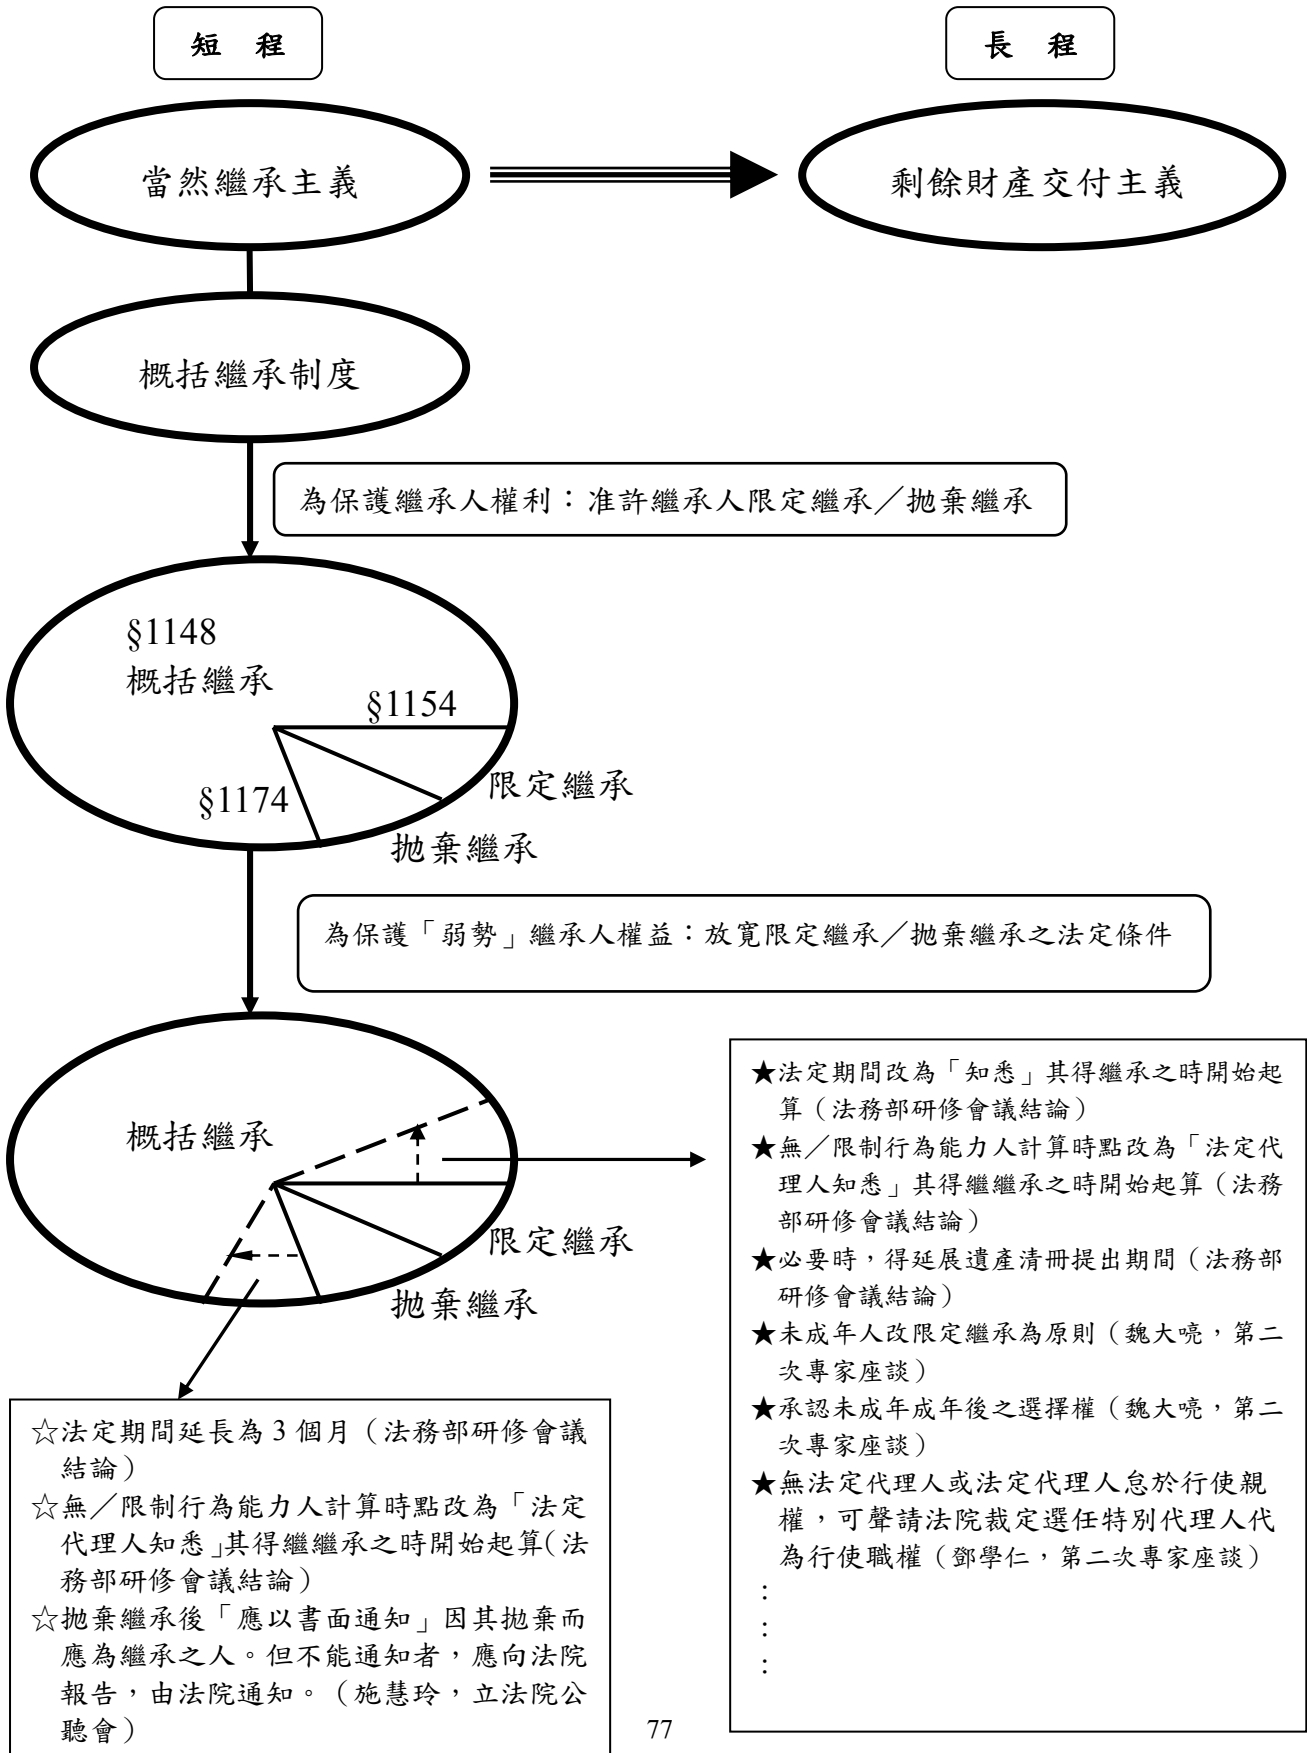 短　程
長　程
當然繼承主義
剩餘財產交付主義
概括繼承制度
為保護繼承人權利：准許繼承人限定繼承／拋棄繼承
§1148
概括繼承
§1154
限定繼承
§1174
拋棄繼承
為保護「弱勢」繼承人權益：放寬限定繼承／拋棄繼承之法定條件
概括繼承
限定繼承
拋棄繼承
★法定期間改為「知悉」其得繼承之時開始起
算（法務部研修會議結論）
★無／限制行為能力人計算時點改為「法定代
理人知悉」其得繼繼承之時開始起算（法務
部研修會議結論）
★必要時，得延展遺產清冊提出期間（法務部
研修會議結論）
★未成年人改限定繼承為原則（魏大喨，第二
次專家座談）
★承認未成年成年後之選擇權（魏大喨，第二
次專家座談）
★無法定代理人或法定代理人怠於行使親
權，可聲請法院裁定選任特別代理人代
為行使職權（鄧學仁，第二次專家座談）
：
：
：
☆法定期間延長為 3 個月（法務部研修會議
結論）
☆無／限制行為能力人計算時點改為「法定
代理人知悉」其得繼繼承之時開始起算（法
務部研修會議結論）
☆拋棄繼承後「應以書面通知」因其拋棄而
應為繼承之人。但不能通知者，應向法院
報告，由法院通知。（施慧玲，立法院公
聽會）
77